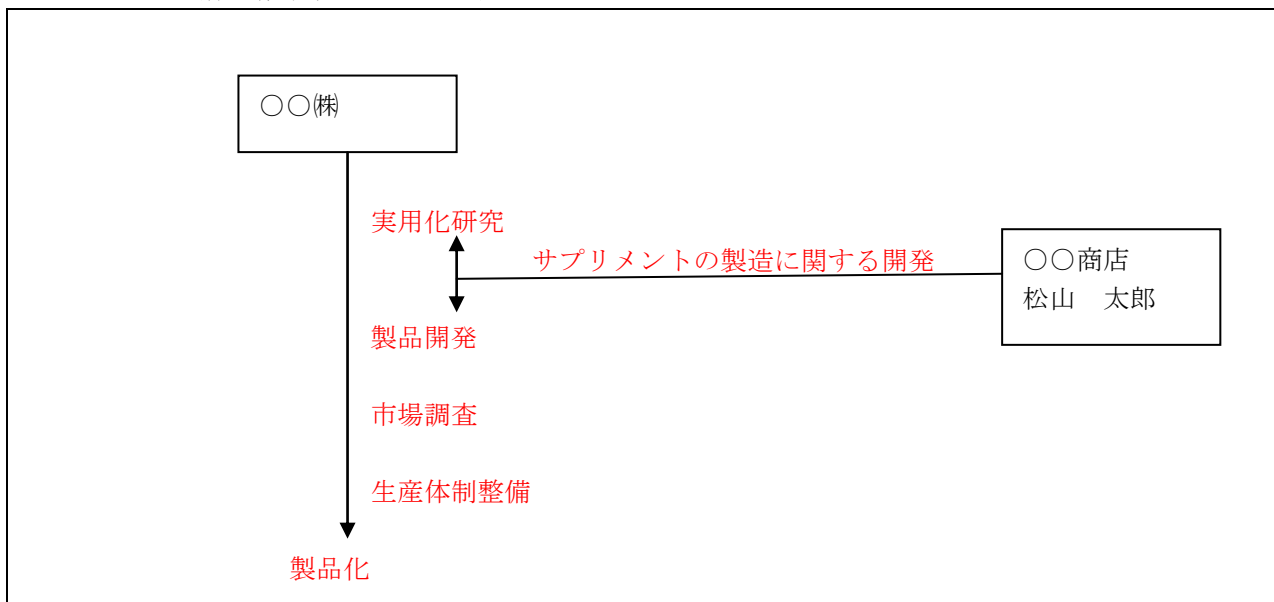 ○○㈱
実用化研究
サプリメントの製造に関する開発
○○商店
松山　太郎
製品開発
市場調査
生産体制整備
製品化